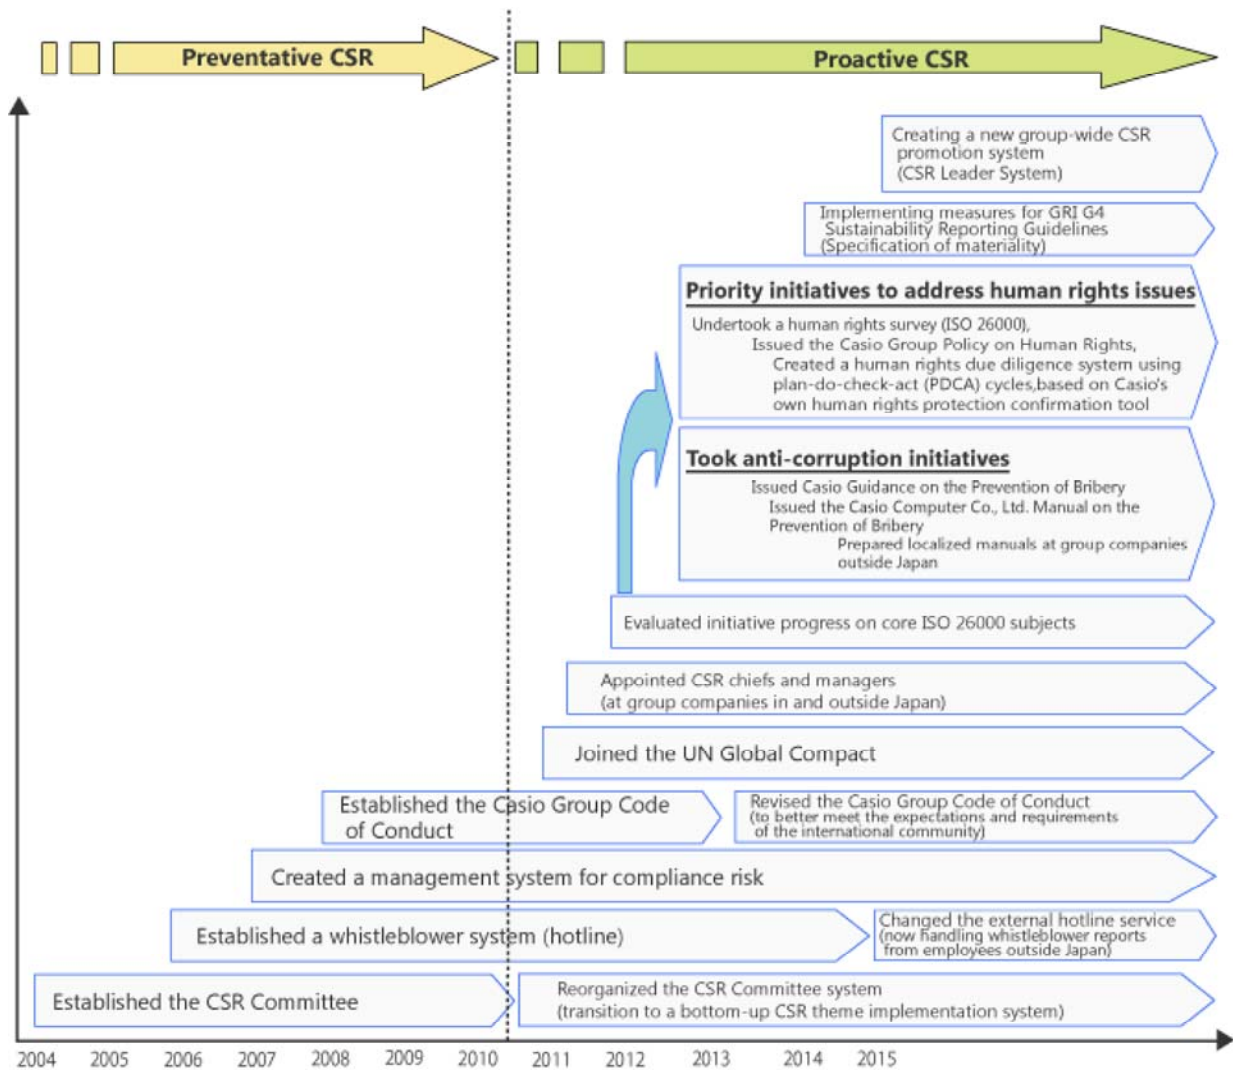 Preventative CSR
Proactive CSR
Creating a new group-wide CSR
promotion system
(CSR Leader System)
Implementing measures for GRI G4
Sustainability Reporting Guidelines
(Specification of materiality)
Priority initiatives to address human rights issues
Undertook a human rights survey (ISO 26000),
Issued the Casio Group Policy on Human Rights,
Created a human rights due diligence system using
plan-do-check-act (PDCA) cycles,based on Casio's
own human rights protection confirmation tool
Took anti-corruption initiatives
Issued Casio Guidance on the Prevention of Bribery
Issued the Casio Computer Co., Ltd. Manual on the
Prevention of Bribery
Prepared localized manuals at group companies
outside Japan
Evaluated initiative progress on core ISO 26000 subjects
Appointed CSR chiefs and managers
(at group companies in and outside Japan)
Joined the UN Global Compact
Established the Casio Group Code
of Conduct
Revised the Casio Group Code of Conduct
(to better meet the expectations and requirements
of the international community)
Created a management system for compliance risk
Established a whistleblower system (hotline)
Changed the external hotline service
(now handling whistleblower reports
from employees outside Japan)
Established the CSR Committee
Reorganized the CSR Committee system
(transition to a bottom-up CSR theme implementation system)
2004 2005 2006 2007 2008 2009 2010 2011 2012 2013 2014 2015